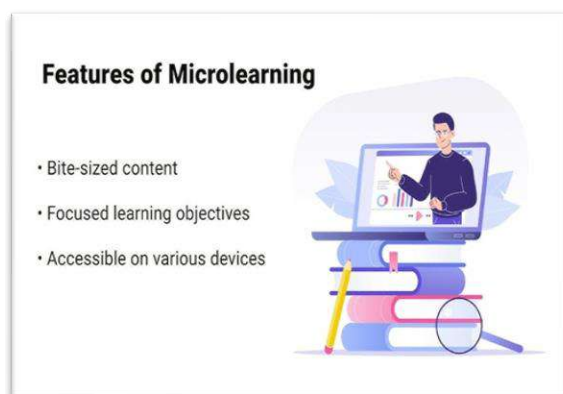 Features of Microlearning
• Bite-sized content
• Focused learning objectives
• Accessible on various devices